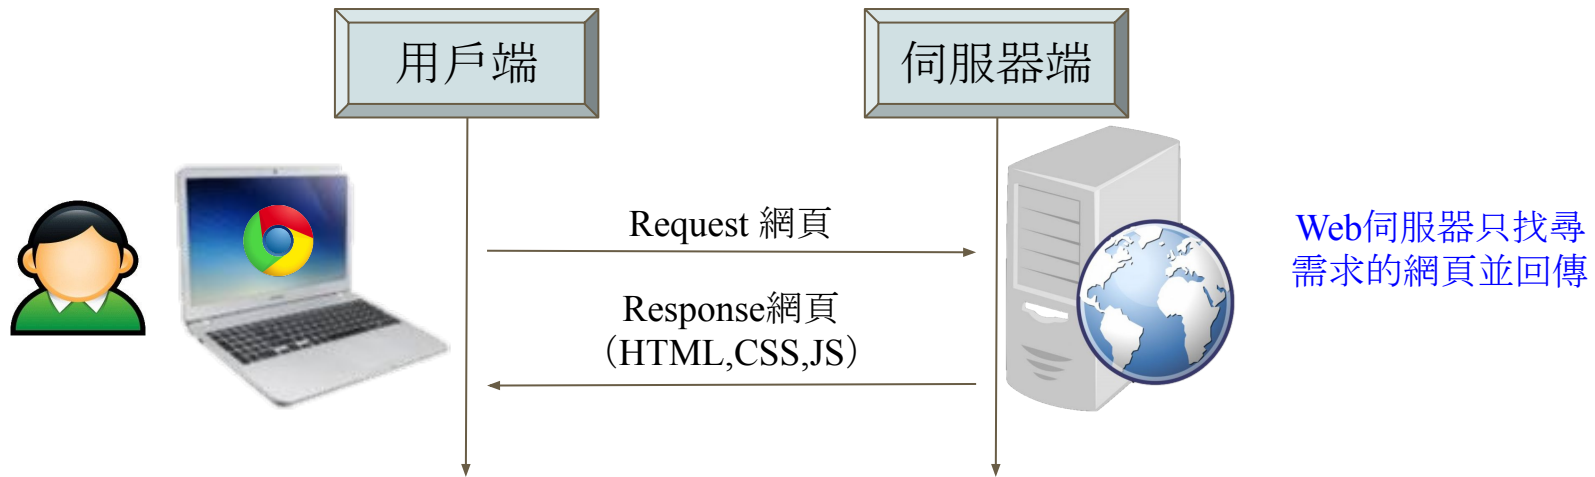 用戶端
伺服器端
Request 網頁
Response網頁
（HTML,CSS,JS）
Web伺服器只找尋
需求的網頁並回傳